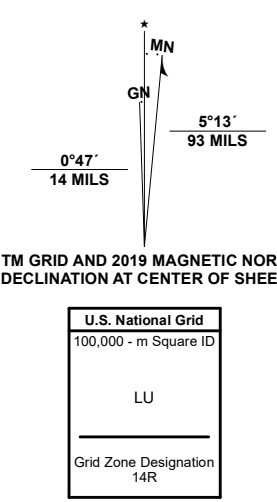 ★
MN
GN
5°13´
93 MILS
0°47´
14 MILS
TM GRID AND 2019 MAGNETIC NOR
DECLINATION AT CENTER OF SHEE
U.S. National Grid
100,000 - m Square ID
LU
Grid Zone Designation
14R